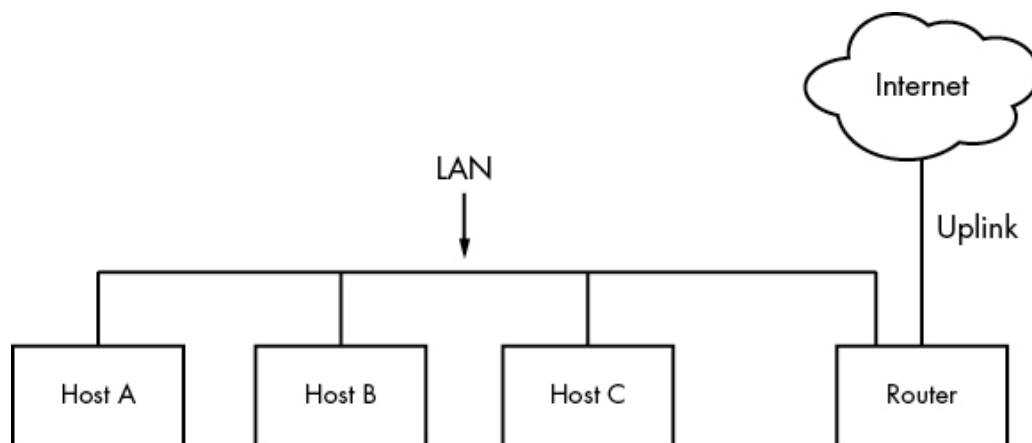 Internet
LAN
Uplink
Host A
Host B
Host C
Router